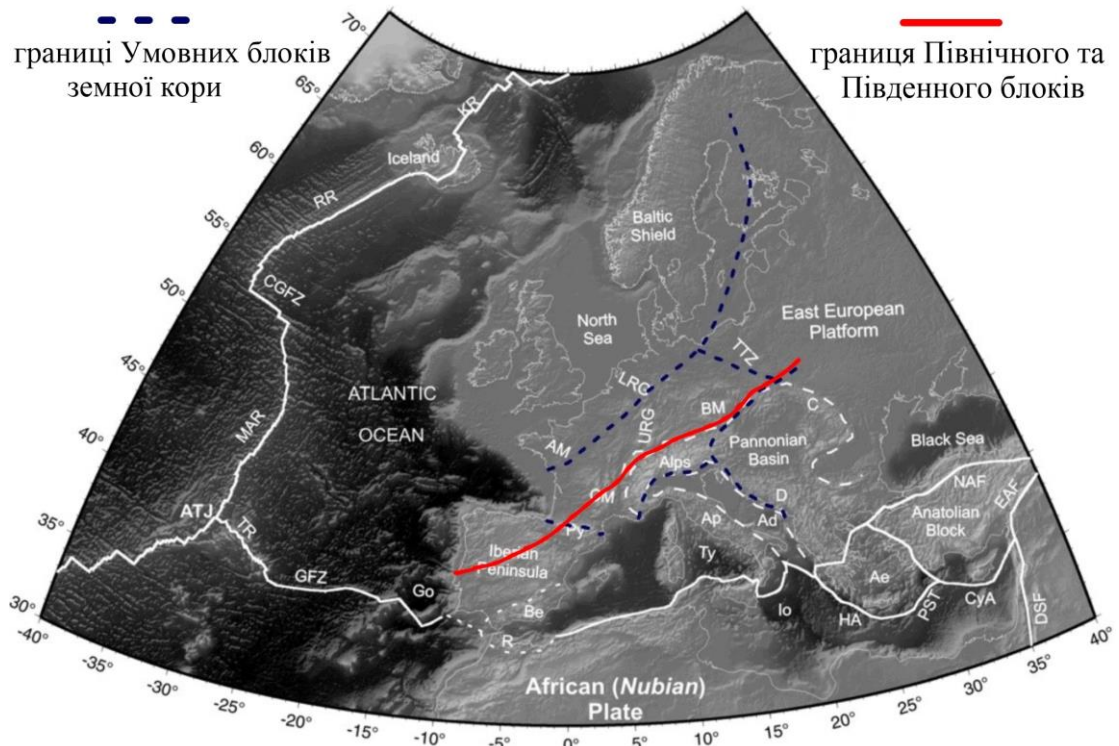 границі Умовних блоків
земної кори
границя Північного та
Південного блоків
70°
65°
60°
55°
50°
45°
40°
35°
30°
KR
Iceland
RR
CGFZ
Baltic
Shield
North
Sea
East European
Platform
TTZ
LRG
URG
BM
C
ATLANTIC
OCEAN
MAR
AM
Alps
Pannonian
Basin
Black Sea
CM
D
NAF
EAF
Anatolian
Block
ATJ
TR
Py
Ap
Ad
Iberian
Peninsula
Ty
Ae
GFZ
Go
Be
Io
HA
PST
CyA
DSF
R
African (Nubian)
Plate
-40°
-35°
-30°
-25°
-20°
-15°
-10°
-5°
0°
5°
10°
15°
20°
25°
30°
35°
40°